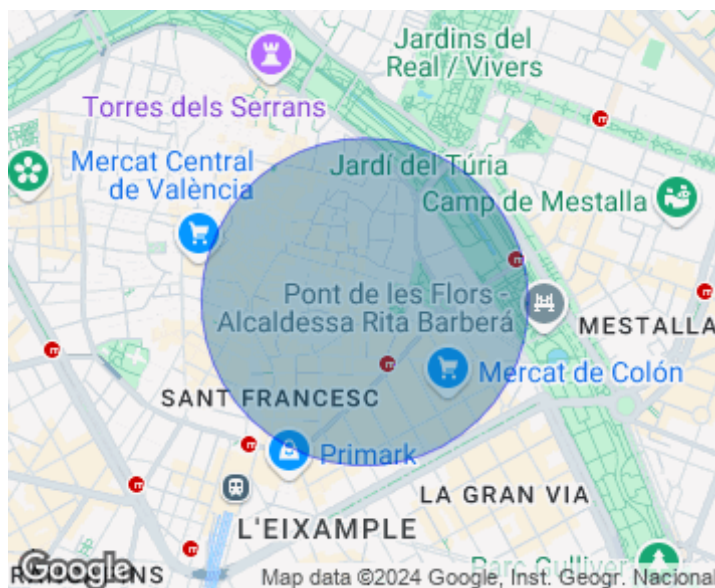 Jardins del
Real / Vivers
Torres dels Serrans
Mercat Central
de València
Jardí del Túria
Camp de Mestalla
Pont de les Flors -
Alcaldessa Rita Barberá
MESTALLA
Mercat de Colón
SANT FRANCESC
Primark
LA GRAN VIA
L'EIXAMPLE
Parc Gulliver
Google
Map data ©2024 Google, Inst. Geogr. Nacional